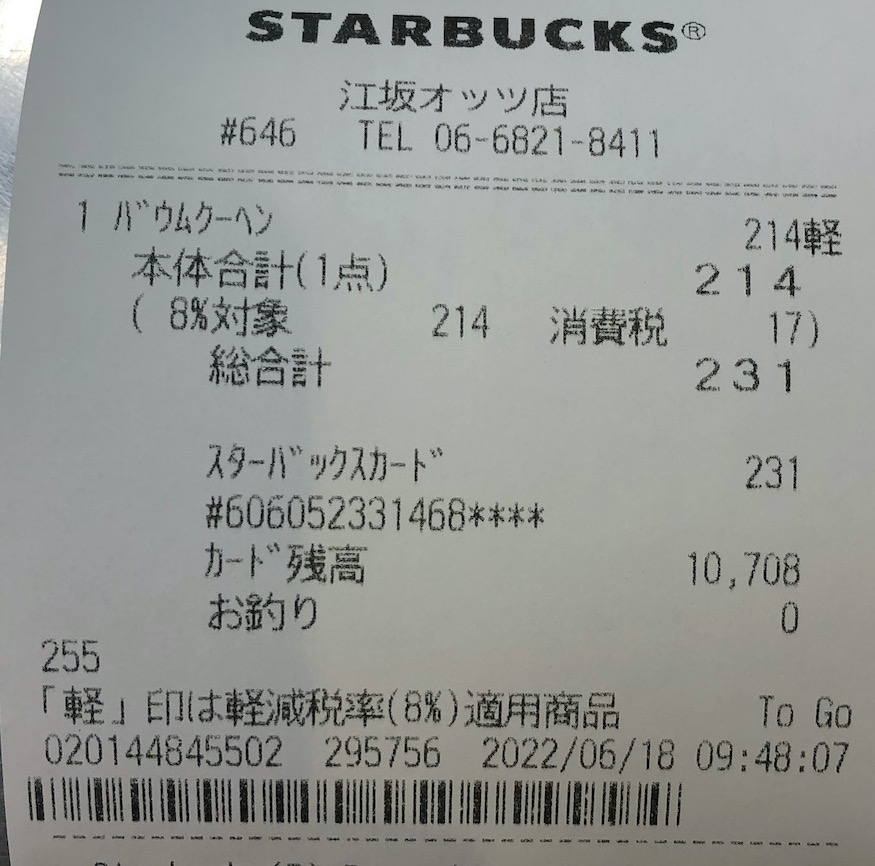 STARBUCKS®
江坂オッツ店
#646 TEL 06-6821-8411
1 バウムクーヘン 214軽
本体合計(1点) 214
( 8%対象 214 消費税 17)
総合計 231
スターバックスカード 231
#606052331468****
カード残高 10,708
お釣り 0
255
「軽」印は軽減税率(8%)適用商品 To Go
020144845502 295756 2022/06/18 09:48:07